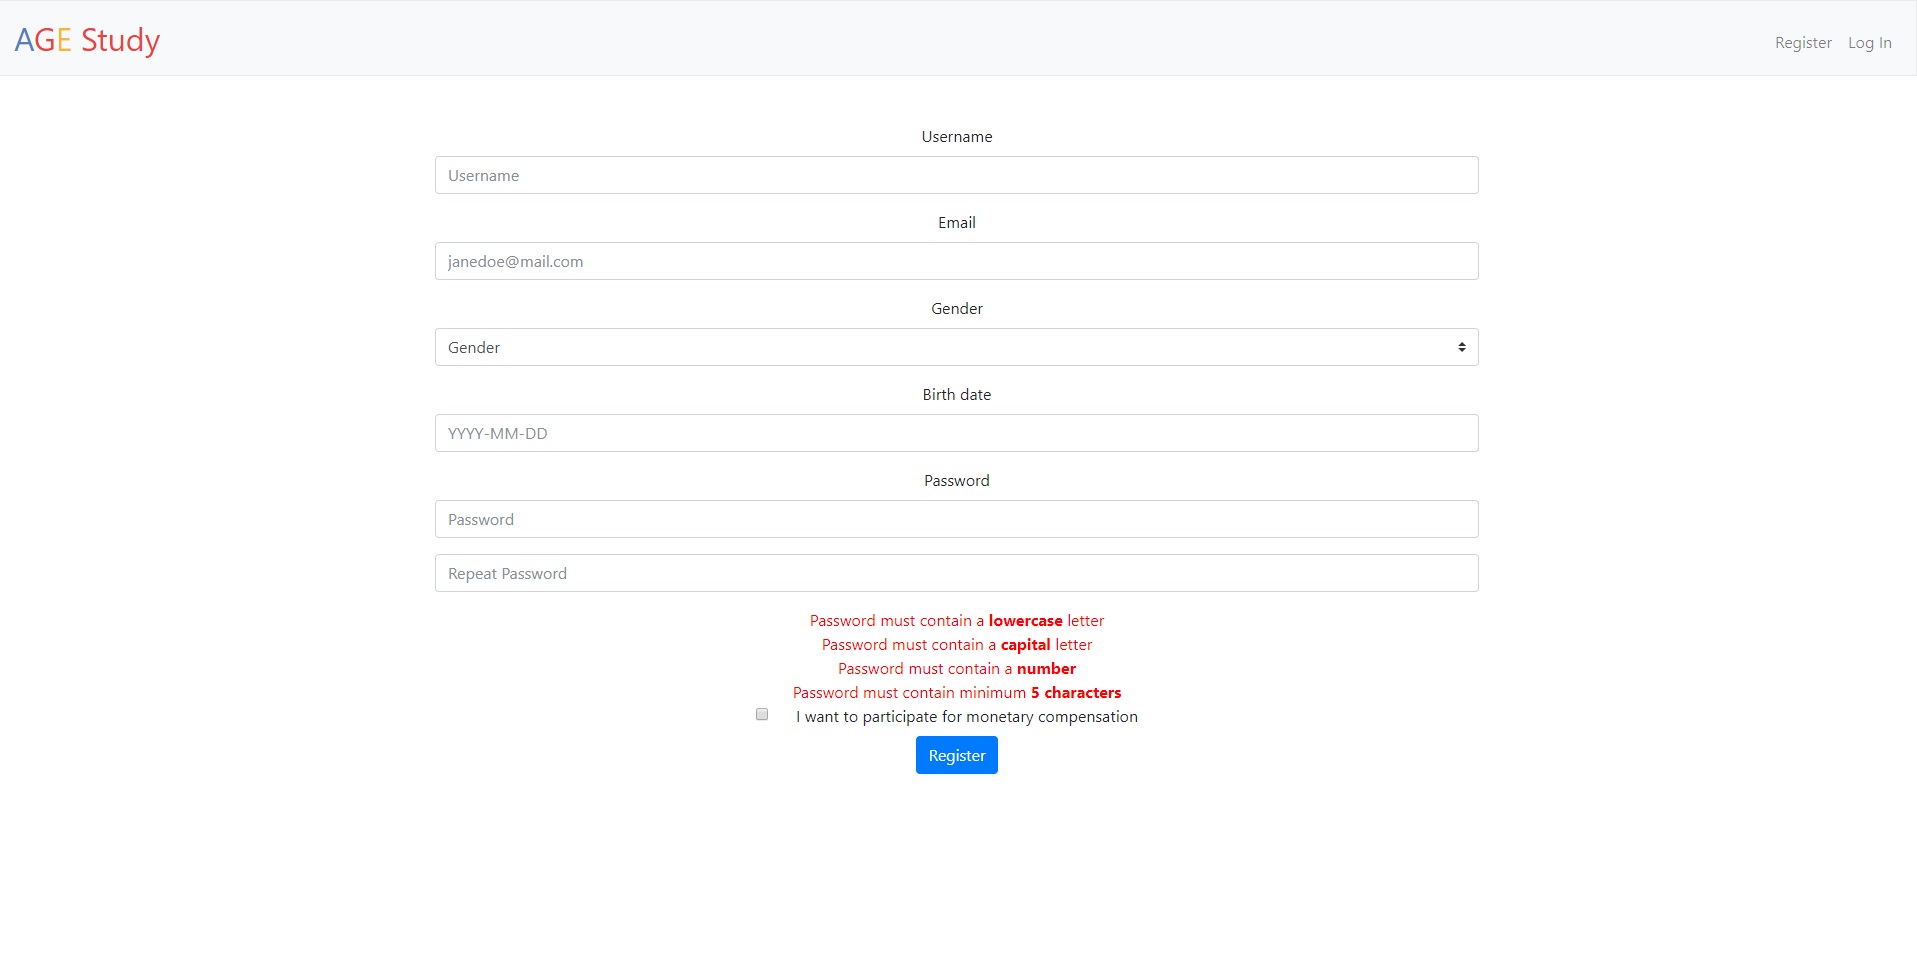 AGE Study
Register Log In
Username
Username
Email
janedoe@mail.com
Gender
Gender
Birth date
YYYY-MM-DD
Password
Password
Repeat Password
Password must contain a lowercase letter
Password must contain a capital letter
Password must contain a number
Password must contain minimum 5 characters
I want to participate for monetary compensation
Register